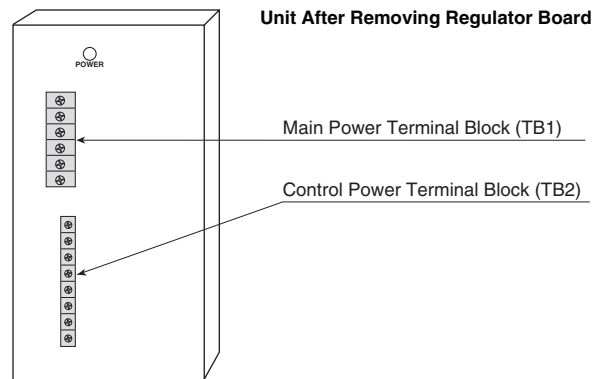 Unit After Removing Regulator Board
POWER
Main Power Terminal Block (TB1)
Control Power Terminal Block (TB2)